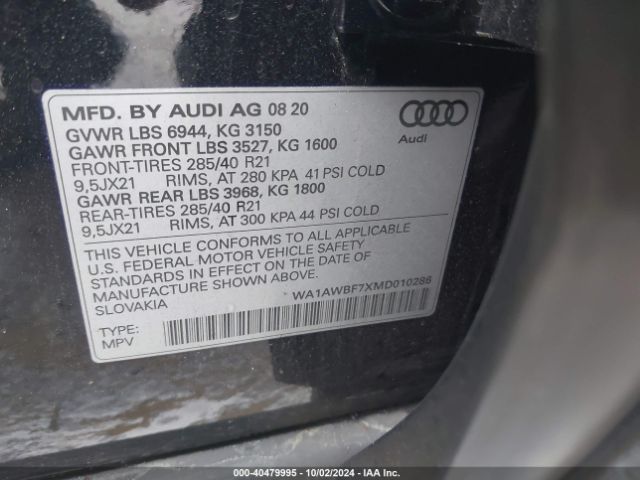 MFD. BY AUDI AG 08 20
GVWR LBS 6944, KG 3150
GAWR FRONT LBS 3527, KG 1600
FRONT-TIRES 285/40 R21
9,5JX21 RIMS, AT 280 KPA 41 PSI COLD
GAWR REAR LBS 3968, KG 1800
REAR-TIRES 285/40 R21
9,5JX21 RIMS, AT 300 KPA 44 PSI COLD
Audi
THIS VEHICLE CONFORMS TO ALL APPLICABLE
U.S. FEDERAL MOTOR VEHICLE SAFETY
STANDARDS IN EFFECT ON THE DATE OF
MANUFACTURE SHOWN ABOVE.
SLOVAKIA
WA1AWBF7XMD010286
TYPE:
MPV
000-40479995 - 10/02/2024 - IAA Inc.